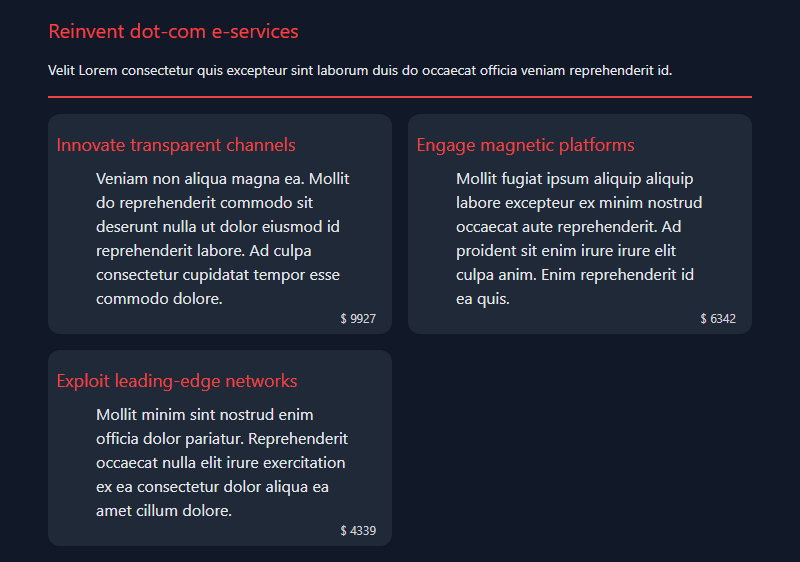 Reinvent dot-com e-services
Velit Lorem consectetur quis excepteur sint laborum duis do occaecat officia veniam reprehenderit id.
Innovate transparent channels
Veniam non aliqua magna ea. Mollit
do reprehenderit commodo sit
deserunt nulla ut dolor eiusmod id
reprehenderit labore. Ad culpa
consectetur cupidatat tempor esse
commodo dolore.
$ 9927
Engage magnetic platforms
Mollit fugiat ipsum aliquip aliquip
labore excepteur ex minim nostrud
occaecat aute reprehenderit. Ad
proident sit enim irure irure elit
culpa anim. Enim reprehenderit id
ea quis.
$ 6342
Exploit leading-edge networks
Mollit minim sint nostrud enim
officia dolor pariatur. Reprehenderit
occaecat nulla elit irure exercitation
ex ea consectetur dolor aliqua ea
amet cillum dolore.
$ 4339